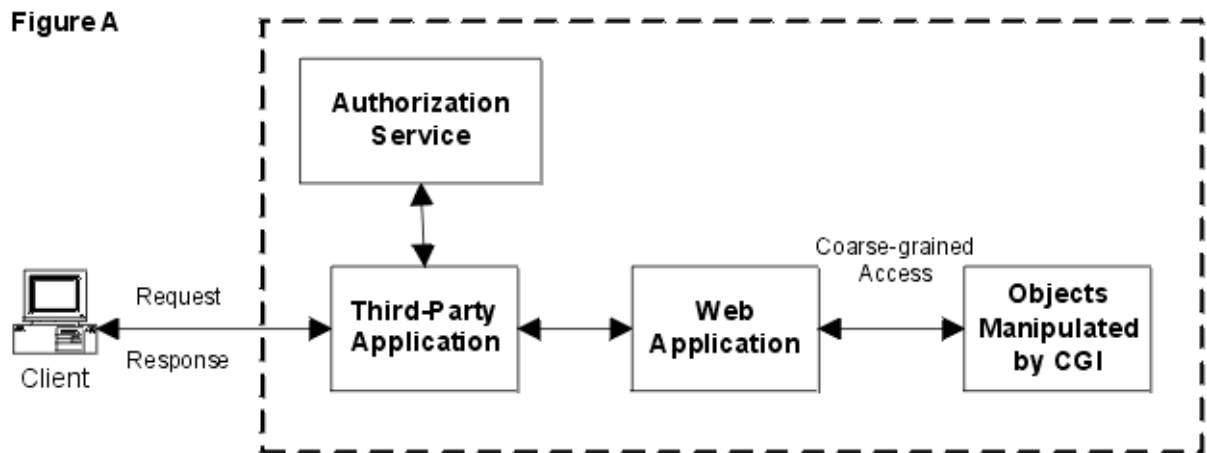 Figure A
Authorization
Service
Coarse-grained
Access
Request
Response
Client
Third-Party
Application
Web
Application
Objects
Manipulated
by CGI